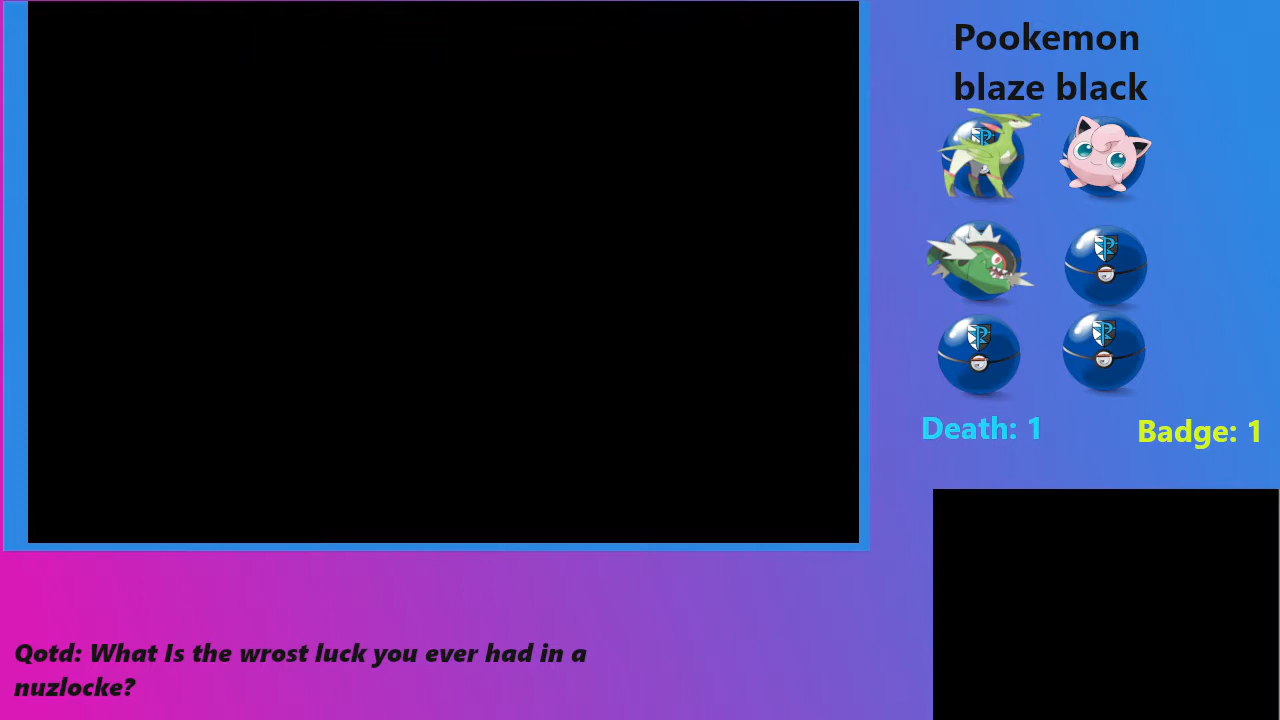 Pookemon
blaze black
Death: 1
Badge: 1
Qotd: What Is the wrost luck you ever had in a
nuzlocke?